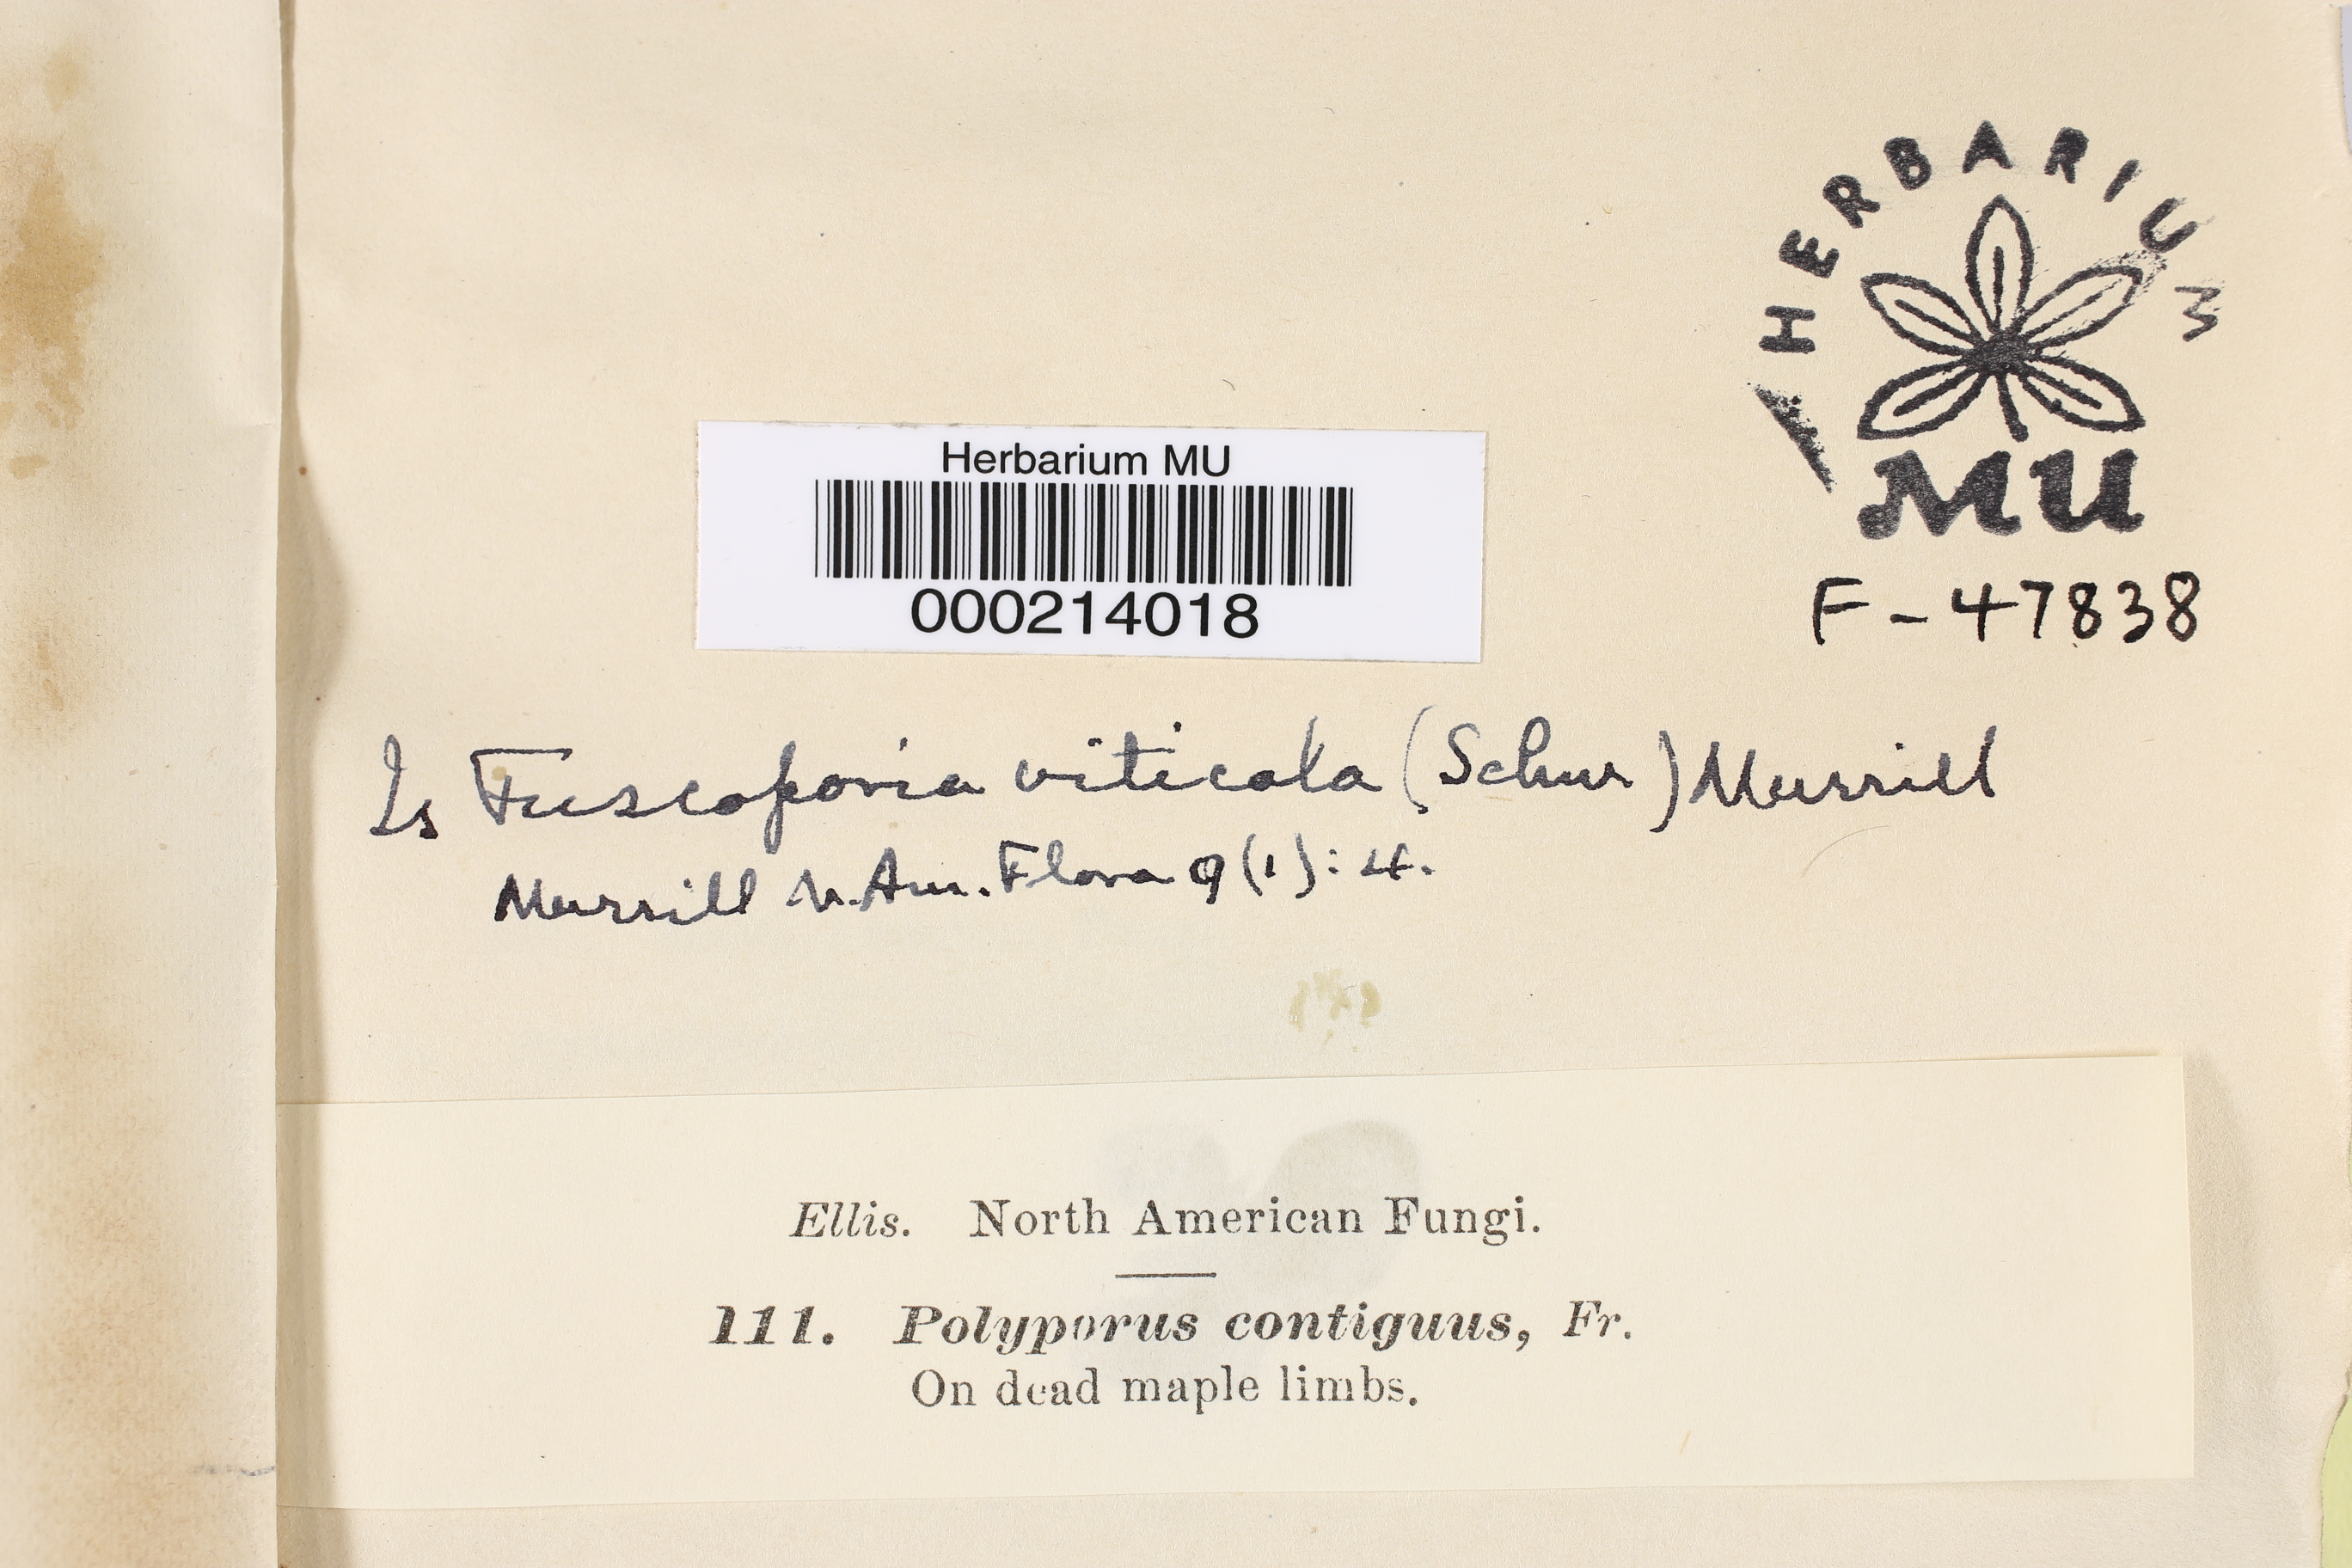 HERBARIUM
MU
F-47838
Herbarium MU
000214018
Is Fuscoporia viticola (Schw) Murrill
Murrill N. Am. Flora 9(1): 4.
Ellis. North American Fungi.
111. Polyporus contiguus, Fr.
On dead maple limbs.